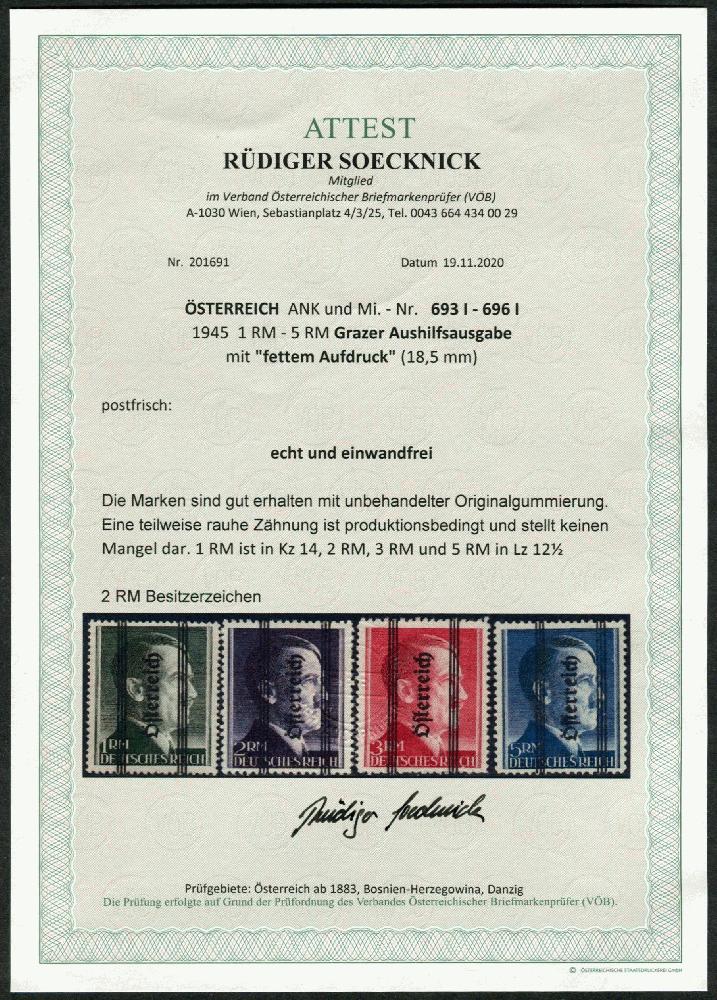 ATTEST
RÜDIGER SOECKNICK
Mitglied
im Verband Österreichischer Briefmarkenprüfer (VÖB)
A-1030 Wien, Sebastianplatz 4/3/25, Tel. 0043 664 434 00 29
Nr. 201691 Datum 19.11.2020
ÖSTERREICH ANK und Mi. - Nr. 693 I - 696 I
1945 1 RM - 5 RM Grazer Aushilfsausgabe
mit "fettem Aufdruck" (18,5 mm)
postfrisch:
echt und einwandfrei
Die Marken sind gut erhalten mit unbehandelter Originalgummierung.
Eine teilweise rauhe Zähnung ist produktionsbedingt und stellt keinen
Mangel dar. 1 RM ist in Kz 14, 2 RM, 3 RM und 5 RM in Lz 12½
2 RM Besitzerzeichen
Österreich
1RM
DEUTSCHES REICH
Österreich
2RM
DEUTSCHES REICH
Österreich
3RM
DEUTSCHES REICH
Österreich
5RM
DEUTSCHES REICH
Rüdiger Soecknick
Prüfgebiete: Österreich ab 1883, Bosnien-Herzegowina, Danzig
Die Prüfung erfolgte auf Grund der Prüfordnung des Verbandes Österreichischer Briefmarkenprüfer (VÖB).
© ÖSTERREICHISCHE STAATSDRUCKEREI GMBH